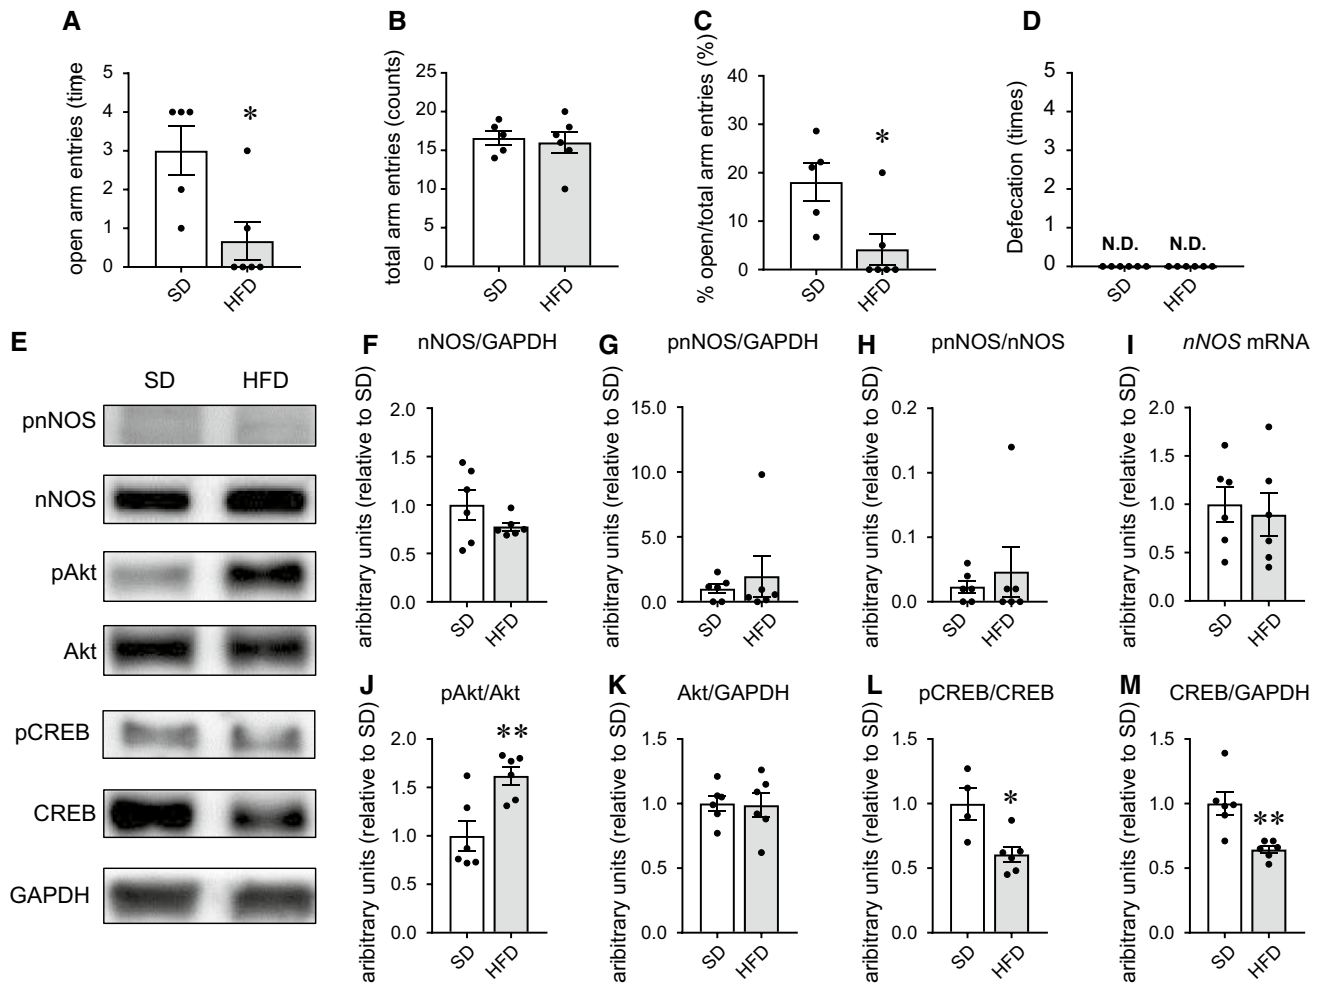 A
open arm entries (time
5
4
3
2
1
0
*
SD
HFD
B
total arm entries (counts)
25
20
15
10
5
0
SD
HFD
C
% open/total arm entries (%)
40
30
20
10
0
*
SD
HFD
D
Defecation (times)
5
4
3
2
1
0
N.D.
N.D.
SD
HFD
E
SD
HFD
pnNOS
nNOS
pAkt
Akt
pCREB
CREB
GAPDH
F
nNOS/GAPDH
aribitrary units (relative to SD)
2.0
1.5
1.0
0.5
0.0
SD
HFD
G
pnNOS/GAPDH
aribitrary units (relative to SD)
15.0
10.0
5.0
0.0
SD
HFD
H
pnNOS/nNOS
aribitrary units (relative to SD)
0.2
0.1
0.1
0.0
SD
HFD
I
nNOS mRNA
aribitrary units (relative to SD)
2.0
1.5
1.0
0.5
0.0
SD
HFD
J
pAkt/Akt
aribitrary units (relative to SD)
2.0
1.5
1.0
0.5
0.0
**
SD
HFD
K
Akt/GAPDH
aribitrary units (relative to SD)
1.5
1.0
0.5
0.0
SD
HFD
L
pCREB/CREB
aribitrary units (relative to SD)
1.5
1.0
0.5
0.0
*
SD
HFD
M
CREB/GAPDH
aribitrary units (relative to SD)
1.5
1.0
0.5
0.0
**
SD
HFD